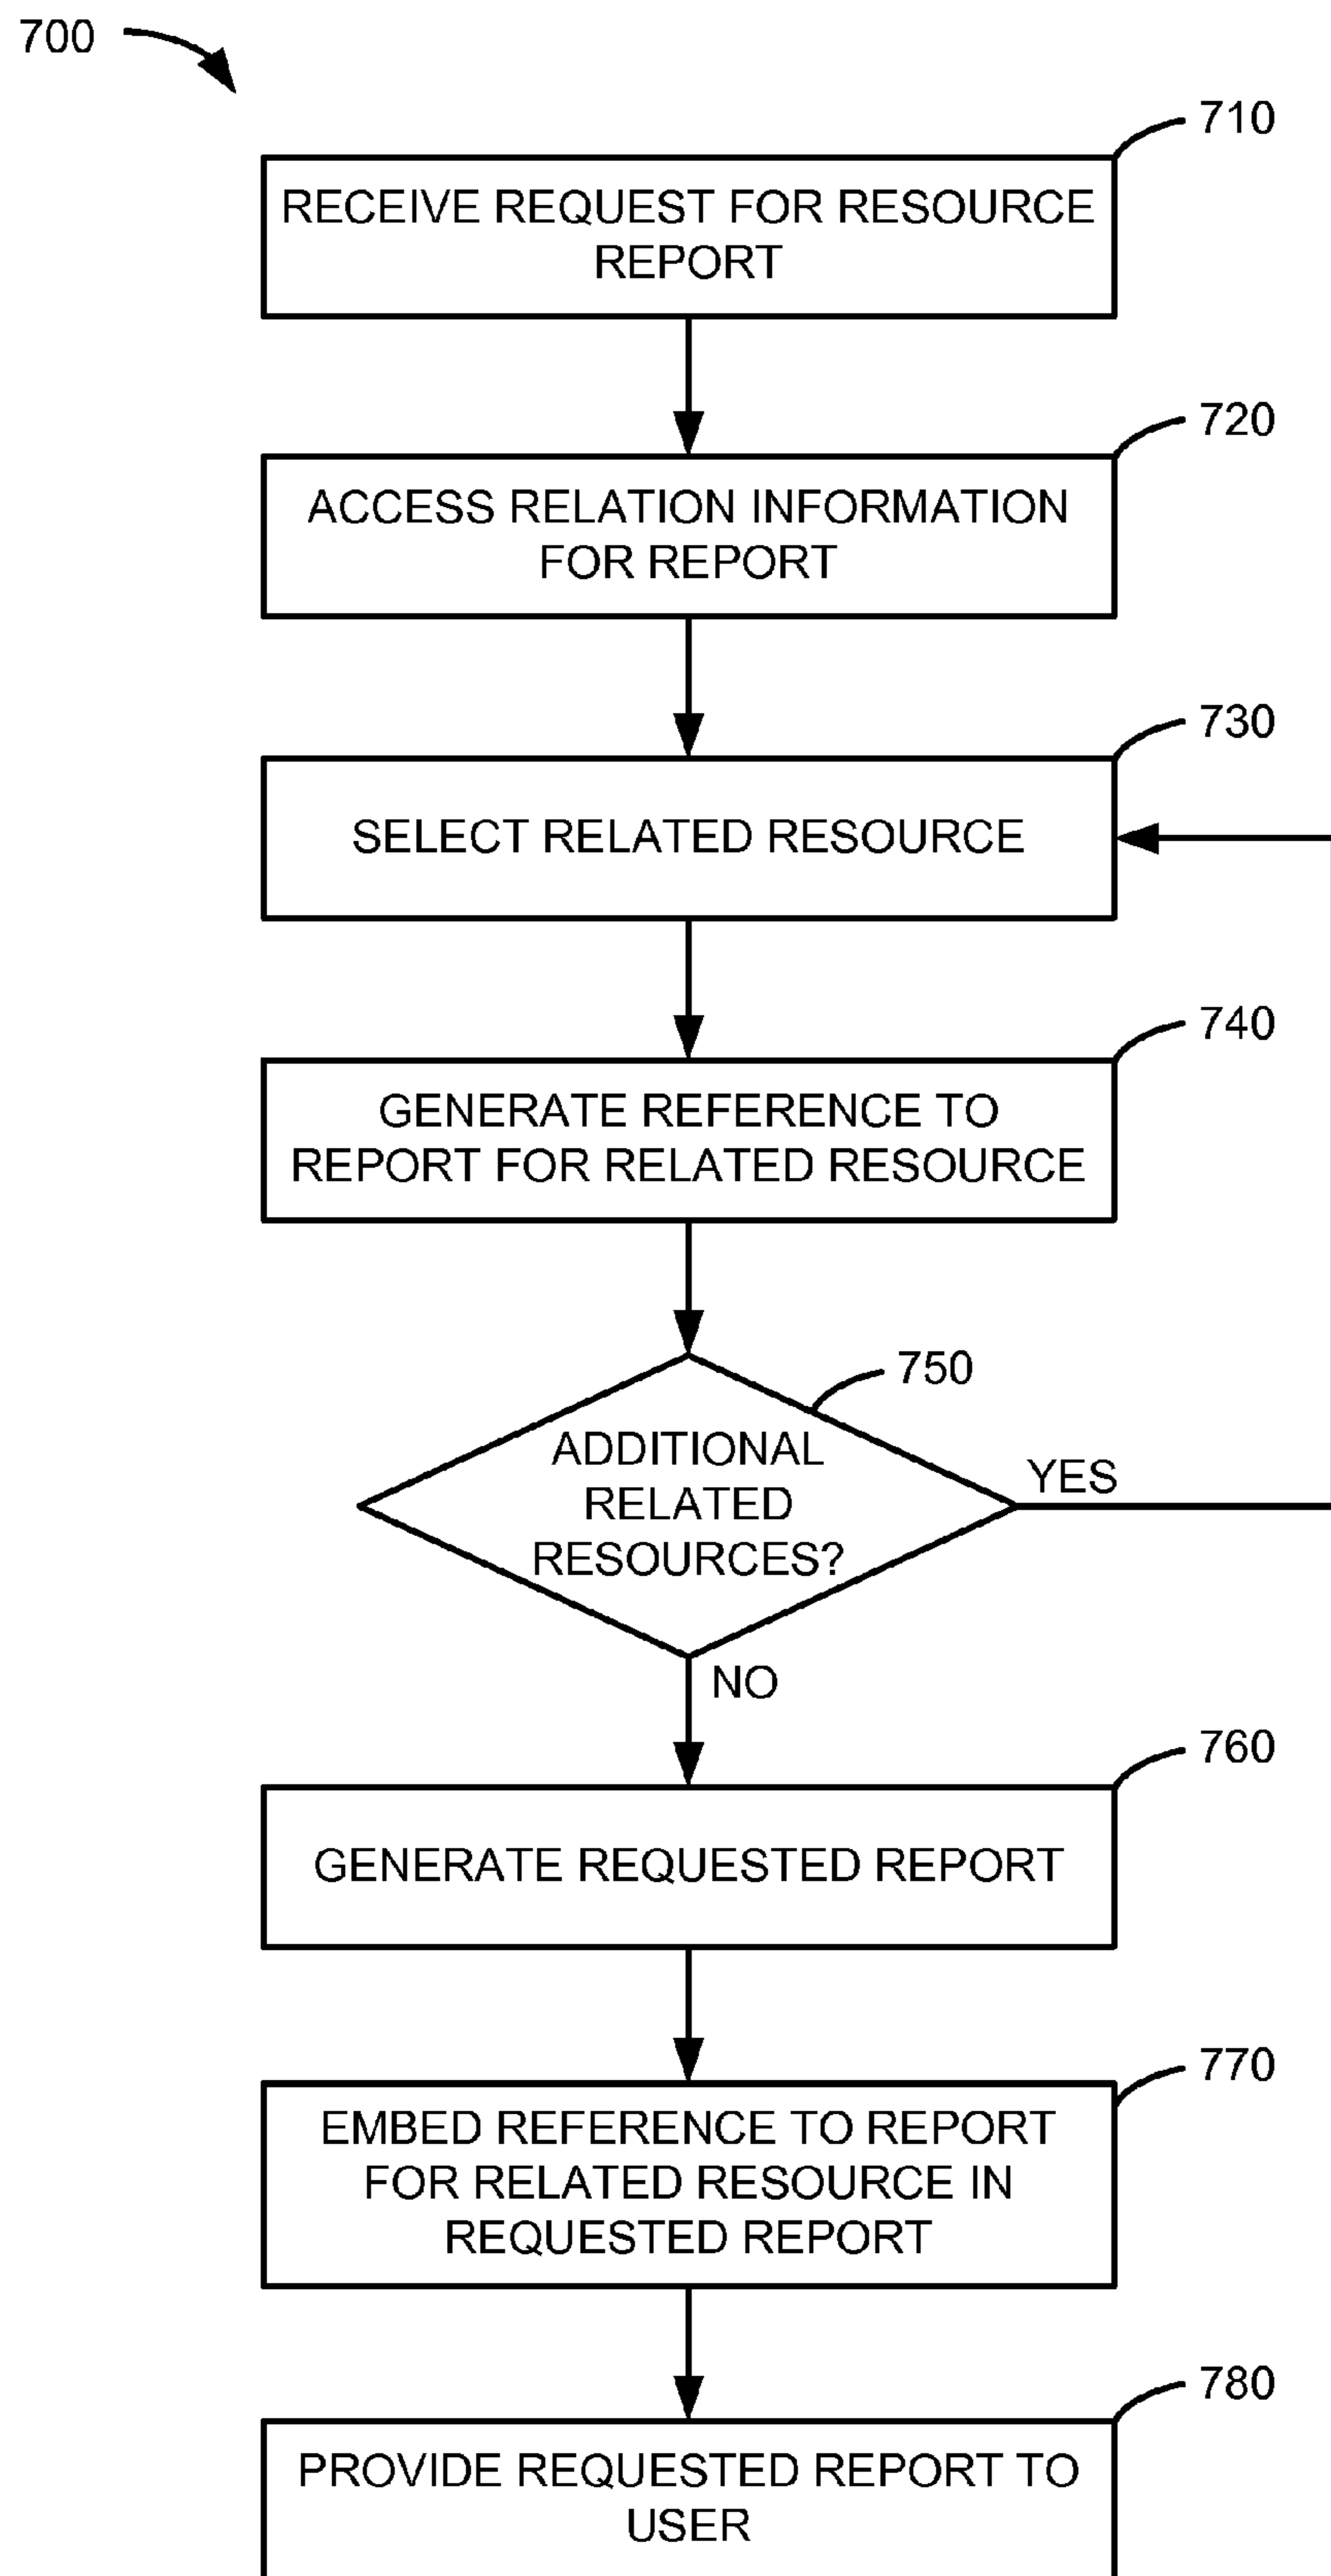 700
710
RECEIVE REQUEST FOR RESOURCE
REPORT
720
ACCESS RELATION INFORMATION
FOR REPORT
730
SELECT RELATED RESOURCE
740
GENERATE REFERENCE TO
REPORT FOR RELATED RESOURCE
750
ADDITIONAL
RELATED
RESOURCES?
YES
NO
760
GENERATE REQUESTED REPORT
770
EMBED REFERENCE TO REPORT
FOR RELATED RESOURCE IN
REQUESTED REPORT
780
PROVIDE REQUESTED REPORT TO
USER